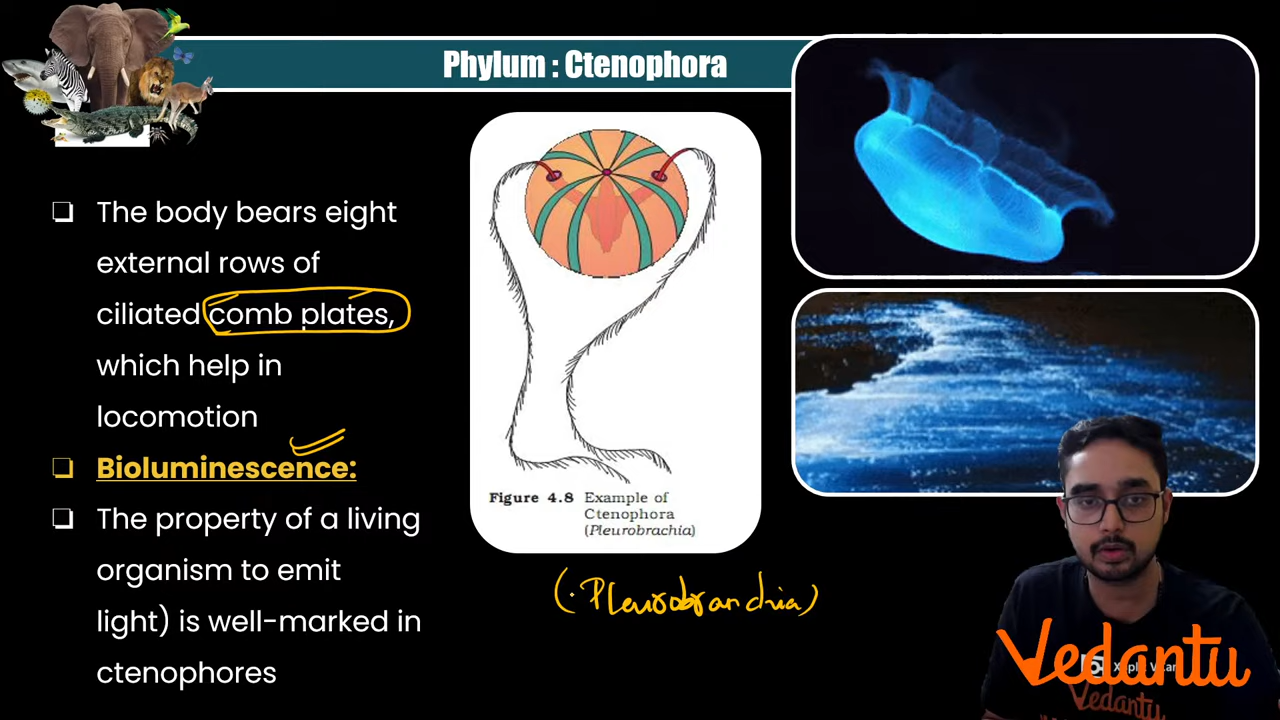 Phylum : Ctenophora
❑ The body bears eight
external rows of
ciliated comb plates,
which help in
locomotion
❑ Bioluminescence:
❑ The property of a living
organism to emit
light) is well-marked in
ctenophores
Figure 4.8 Example of
Ctenophora
(Pleurobrachia)
(Pleurobranchia)
Vedantu
Vedantu